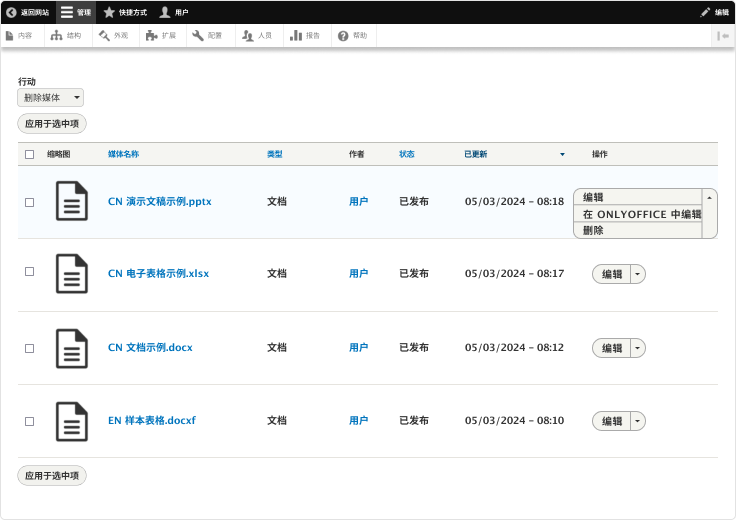 返回网站 管理 快捷方式 用户 编辑
内容 结构 外观 扩展 配置 人员 报告 帮助
行动
删除媒体
应用于选中项
缩略图 媒体名称 类型 作者 状态 已更新 操作
CN 演示文稿示例.pptx 文档 用户 已发布 05/03/2024 – 08:18 编辑
在 ONLYOFFICE 中编辑
删除
CN 电子表格示例.xlsx 文档 用户 已发布 05/03/2024 – 08:17 编辑
CN 文档示例.docx 文档 用户 已发布 05/03/2024 – 08:12 编辑
EN 样本表格.docxf 文档 用户 已发布 05/03/2024 – 08:10 编辑
应用于选中项